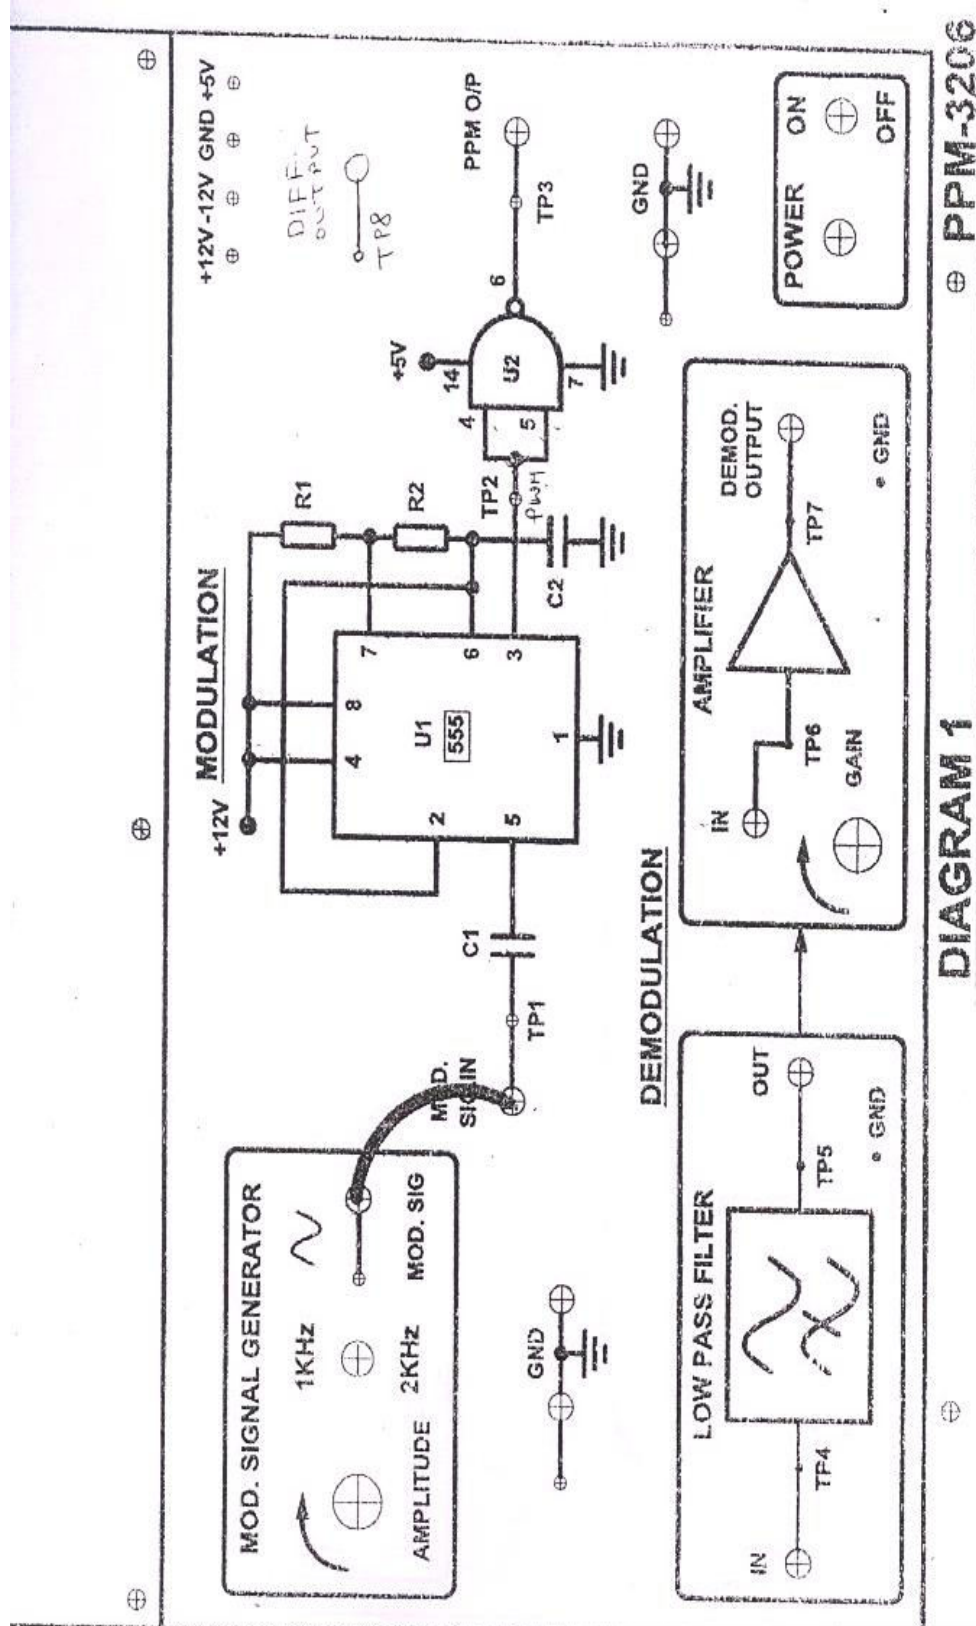 +12V -12V GND +5V
DIFF.
OUTPUT
TP8
MOD. SIGNAL GENERATOR
1KHz
2KHz
AMPLITUDE
MOD. SIG
MOD.
SIG IN
TP1
C1
+12V
MODULATION
4
8
2
U1
555
7
6
5
3
1
R1
R2
C2
TP2
PWM
+5V
14
4
5
U2
6
7
TP3
PPM O/P
GND
GND
DEMODULATION
LOW PASS FILTER
IN
TP4
TP5
OUT
GND
AMPLIFIER
IN
TP6
GAIN
TP7
DEMOD.
OUTPUT
GND
POWER
ON
OFF
DIAGRAM 1
PPM-3206